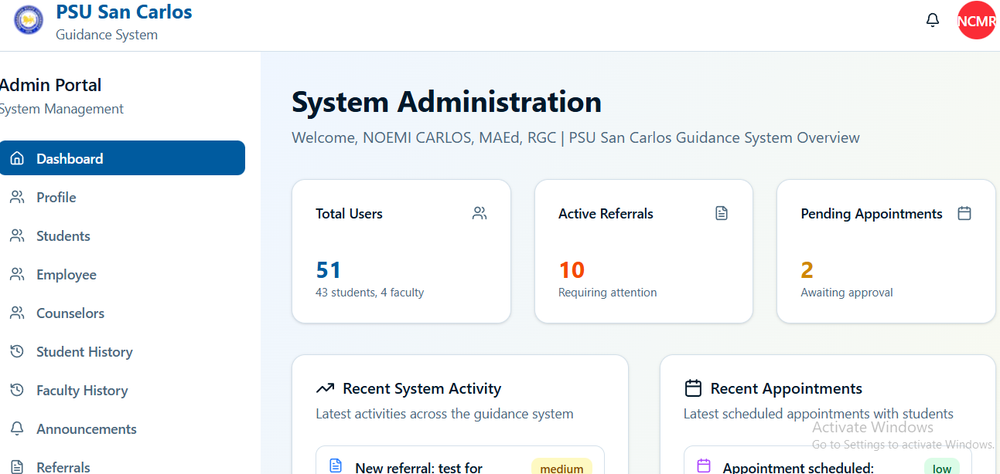 PSU San Carlos
Guidance System
NCMR
Admin Portal
System Management
Dashboard
Profile
Students
Employee
Counselors
Student History
Faculty History
Announcements
Referrals
System Administration
Welcome, NOEMI CARLOS, MAEd, RGC | PSU San Carlos Guidance System Overview
Total Users
51
43 students, 4 faculty
Active Referrals
10
Requiring attention
Pending Appointments
2
Awaiting approval
Recent System Activity
Latest activities across the guidance system
New referral: test for
medium
Recent Appointments
Latest scheduled appointments with students
Appointment scheduled:
low
Activate Windows
Go to Settings to activate Windows.